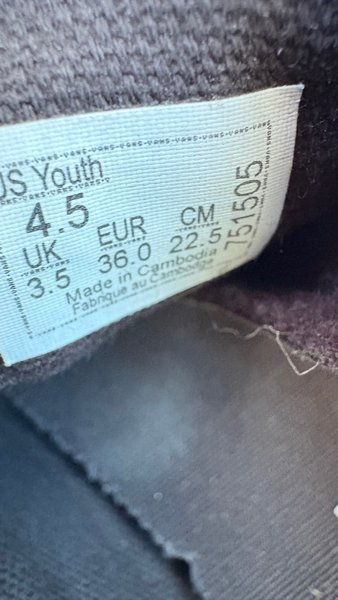 US Youth
4.5
UK EUR CM
3.5 36.0 22.5
Made in Cambodia
Fabrique au Cambodge
751505